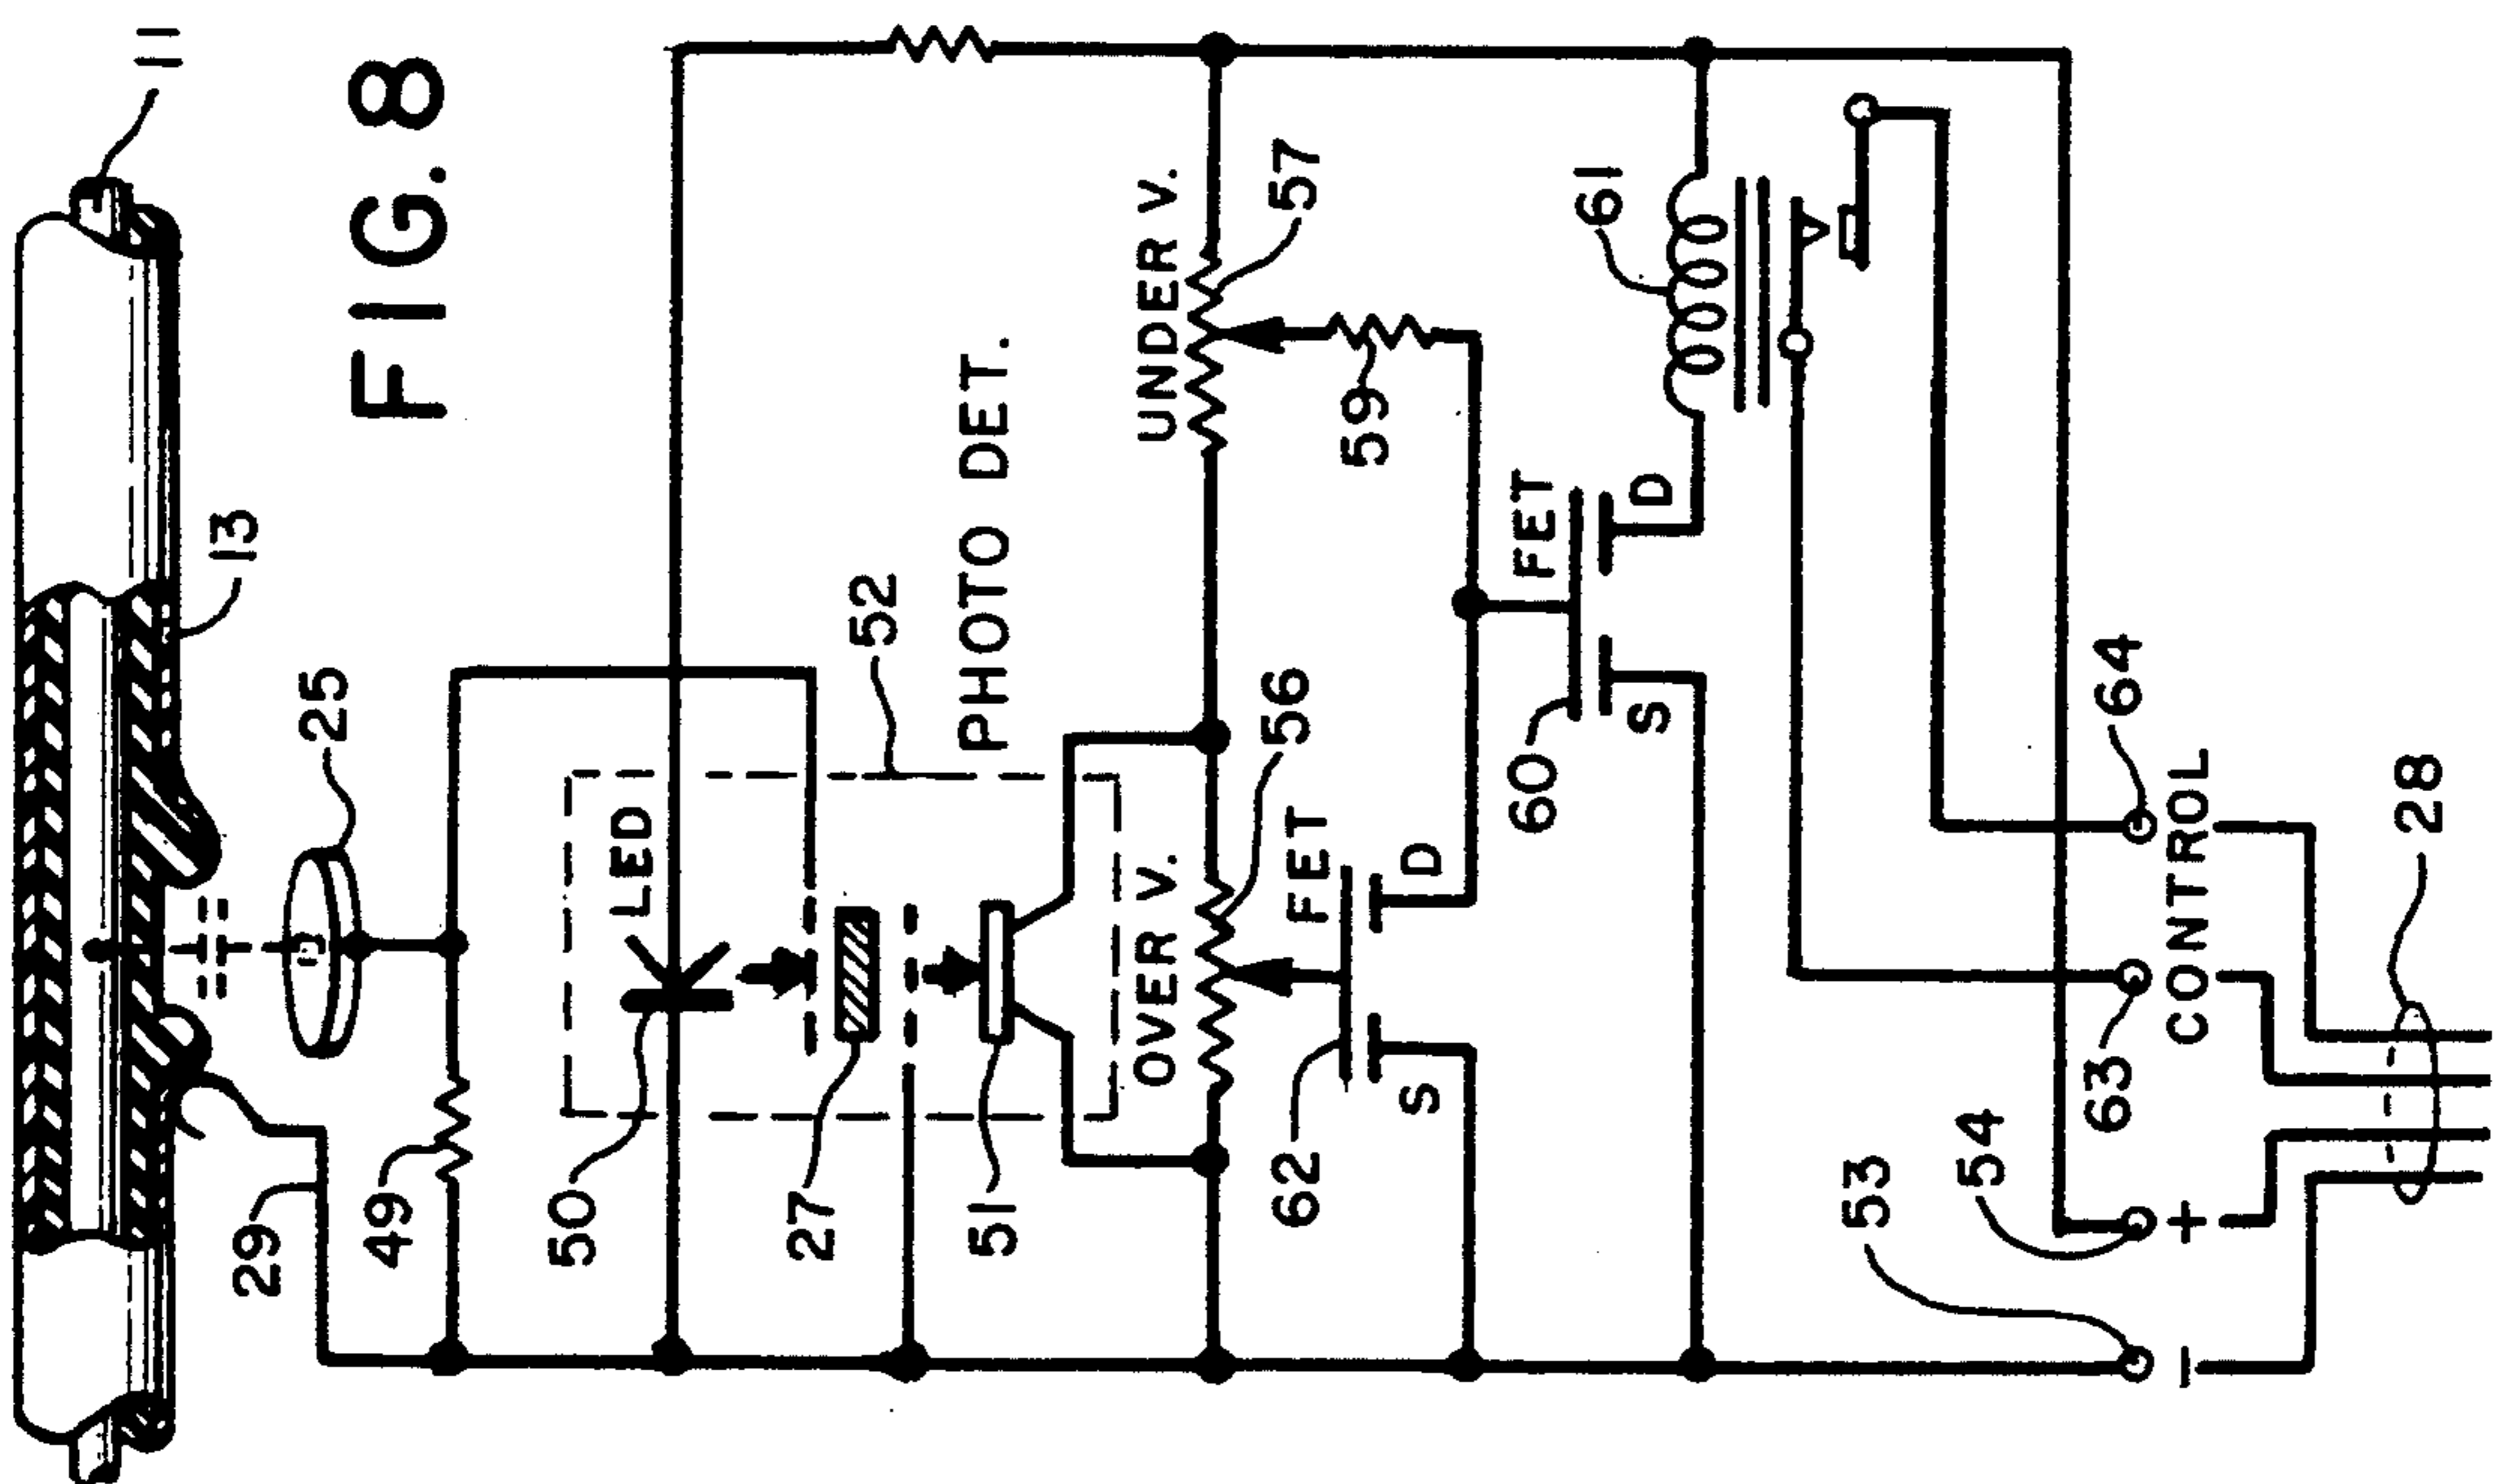 FIG. 8
11
13
25
29
49
LED
50
52
PHOTO DET.
27
51
UNDER V.
57
OVER V.
56
59
FET
D
S
62
FET
D
S
60
61
64
63
CONTROL
54
53
+
-
28